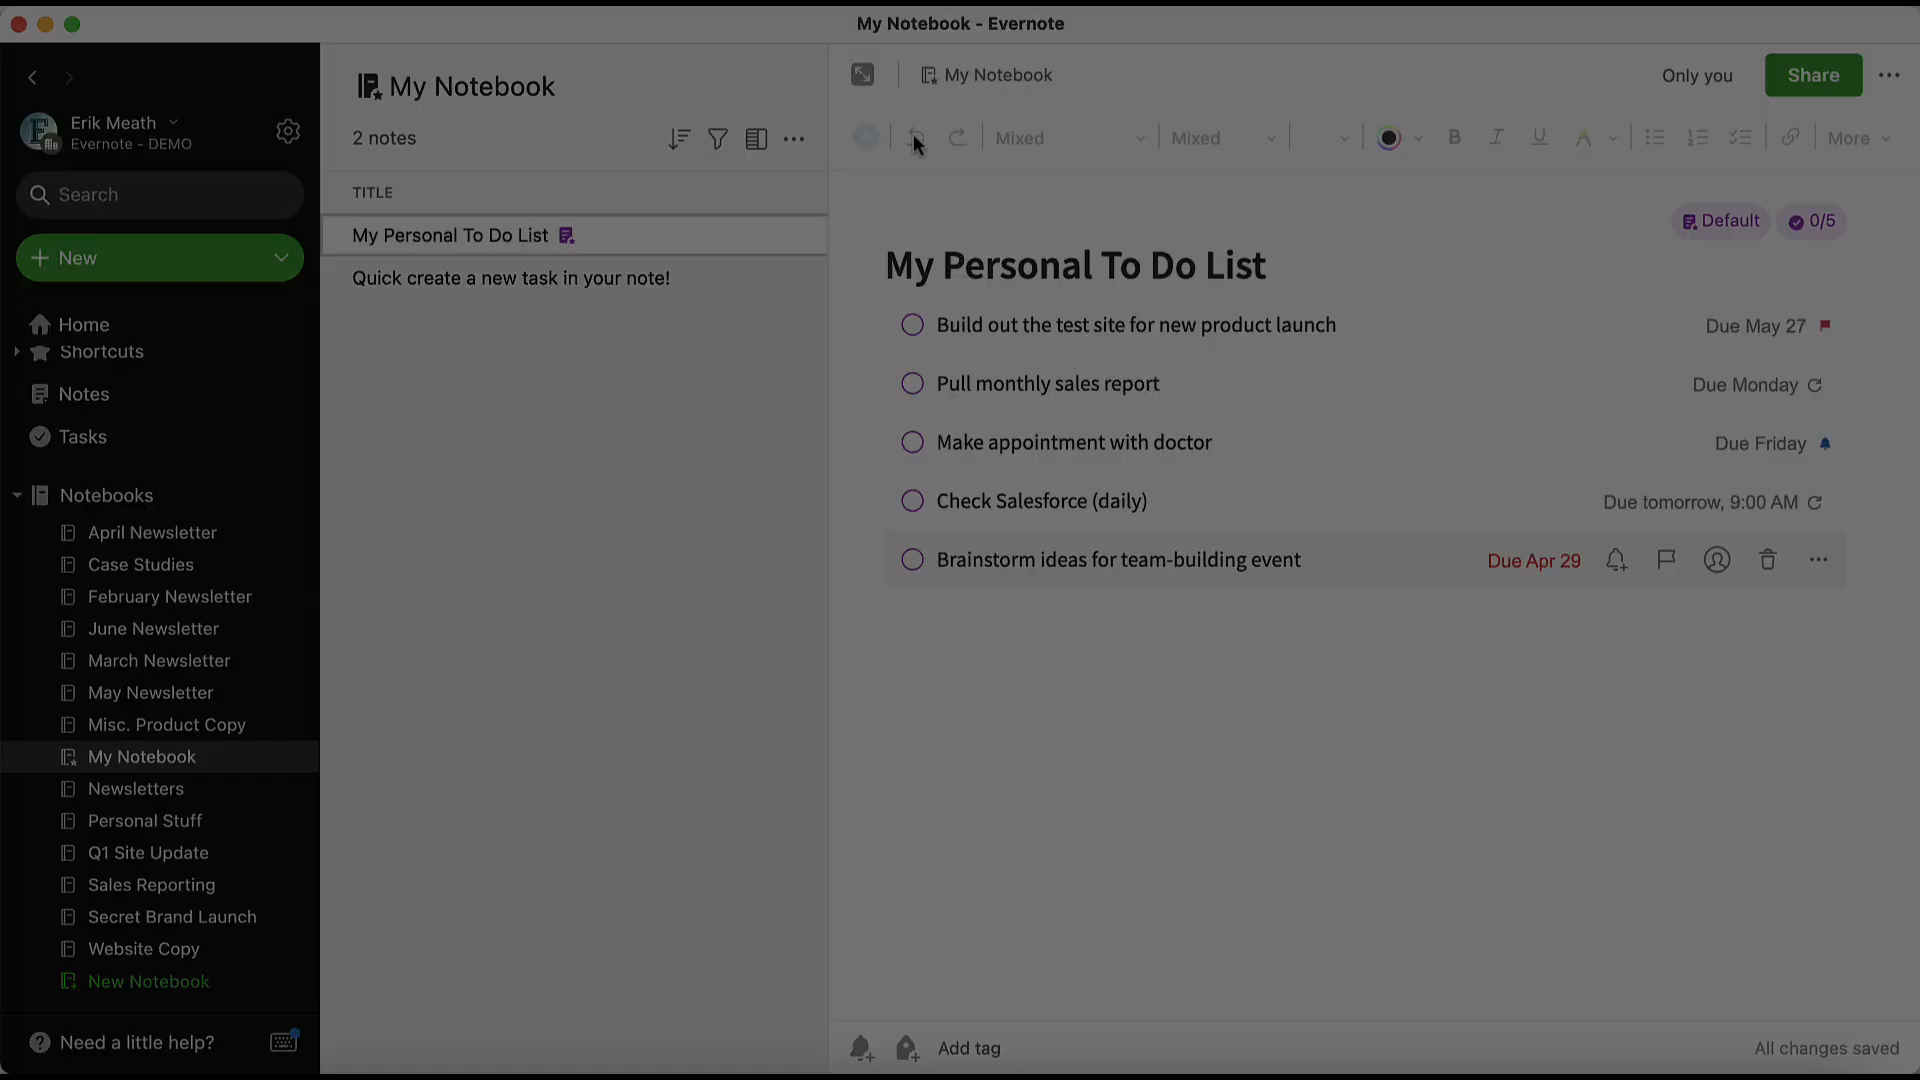 My Notebook - Evernote
Erik Meath
Evernote - DEMO
Search
New
Home
Shortcuts
Notes
Tasks
Notebooks
April Newsletter
Case Studies
February Newsletter
June Newsletter
March Newsletter
May Newsletter
Misc. Product Copy
My Notebook
Newsletters
Personal Stuff
Q1 Site Update
Sales Reporting
Secret Brand Launch
Website Copy
New Notebook
Need a little help?
My Notebook
2 notes
TITLE
My Personal To Do List
Quick create a new task in your note!
My Notebook
Only you
Share
Mixed
Mixed
B I U A
More
Default
0/5
My Personal To Do List
Build out the test site for new product launch Due May 27
Pull monthly sales report Due Monday
Make appointment with doctor Due Friday
Check Salesforce (daily) Due tomorrow, 9:00 AM
Brainstorm ideas for team-building event Due Apr 29
Add tag
All changes saved